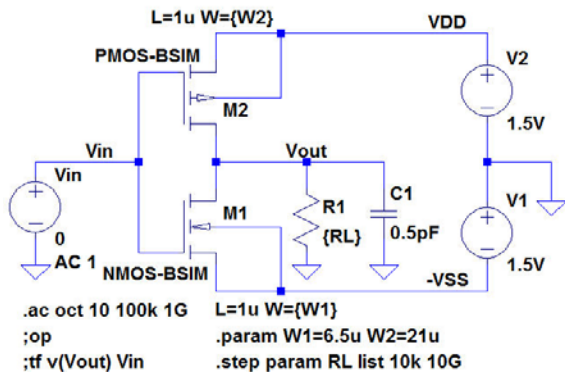 L=1u W={W2}
VDD
PMOS-BSIM
V2
M2
1.5V
Vin
Vout
Vin
M1
R1
C1
V1
{RL}
0.5pF
0
1.5V
AC 1
NMOS-BSIM
-VSS
.ac oct 10 100k 1G
L=1u W={W1}
;op
.param W1=6.5u W2=21u
;tf v(Vout) Vin
.step param RL list 10k 10G